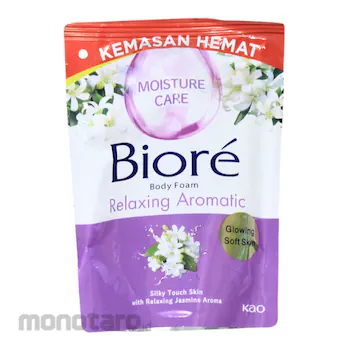 KEMASAN HEMAT
MOISTURE
CARE
Bioré
Body Foam
Relaxing Aromatic
Glowing
Soft Skin
Silky Touch Skin
with Relaxing Jasmine Aroma
Kao
monotaro